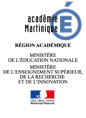 académie
Martinique
RÉGION ACADÉMIQUE
MINISTÈRE
DE L'ÉDUCATION NATIONALE
MINISTÈRE
DE L'ENSEIGNEMENT SUPÉRIEUR,
DE LA RECHERCHE
ET DE L'INNOVATION